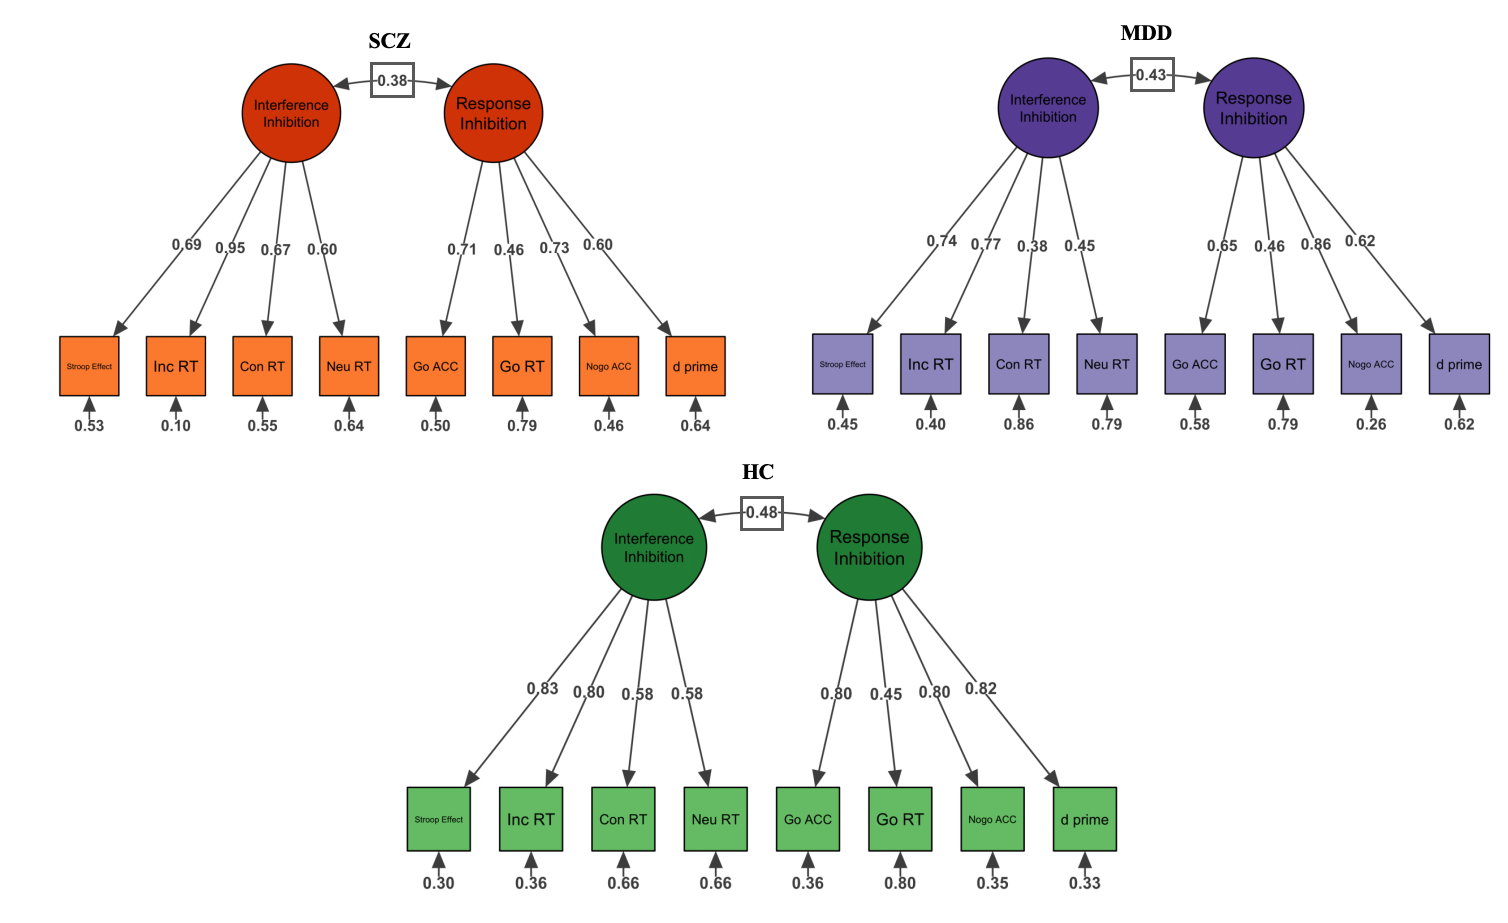 SCZ
0.38
Interference
Inhibition
Response
Inhibition
0.69 0.95 0.67 0.60 0.71 0.46 0.73 0.60
Stroop Effect Inc RT Con RT Neu RT Go ACC Go RT Nogo ACC d prime
0.53 0.10 0.55 0.64 0.50 0.79 0.46 0.64
MDD
0.43
Interference
Inhibition
Response
Inhibition
0.74 0.77 0.38 0.45 0.65 0.46 0.86 0.62
Stroop Effect Inc RT Con RT Neu RT Go ACC Go RT Nogo ACC d prime
0.45 0.40 0.86 0.79 0.58 0.79 0.26 0.62
HC
0.48
Interference
Inhibition
Response
Inhibition
0.83 0.80 0.58 0.58 0.80 0.45 0.80 0.82
Stroop Effect Inc RT Con RT Neu RT Go ACC Go RT Nogo ACC d prime
0.30 0.36 0.66 0.66 0.36 0.80 0.35 0.33